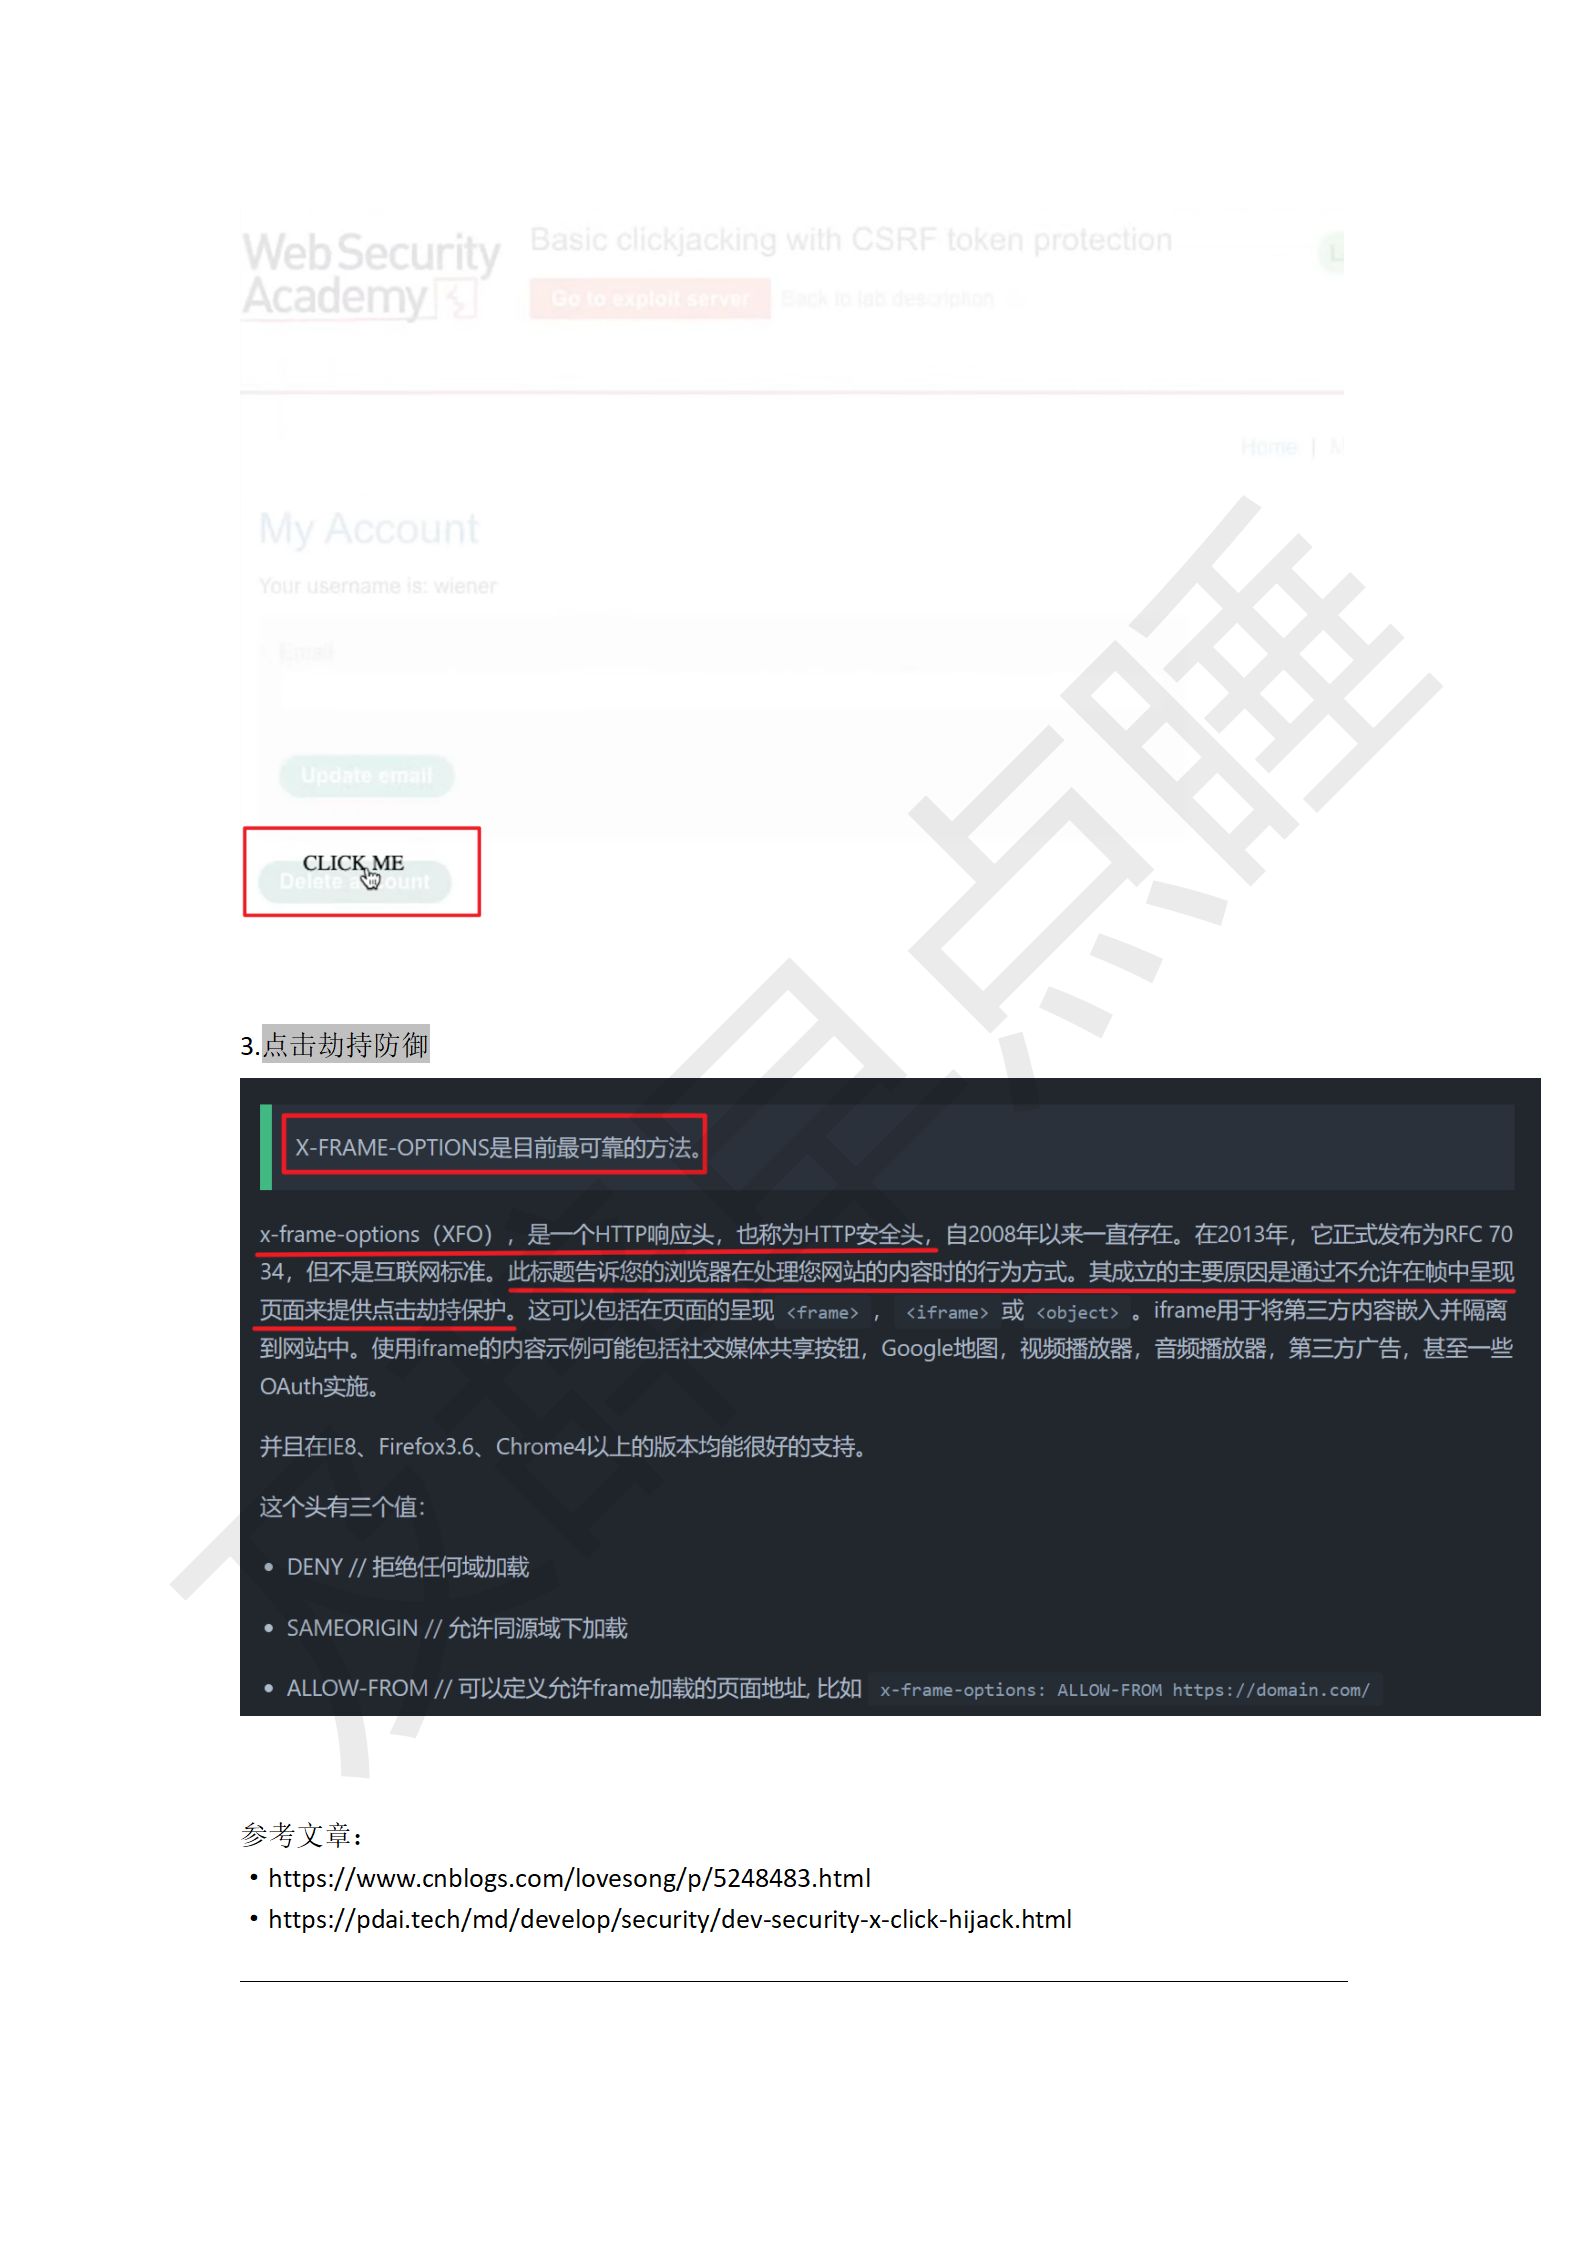 Web Security
Academy
Basic clickjacking with CSRF token protection
Go to exploit server
Back to lab description
Home | M
My Account
Your username is: wiener
Email
Update email
CLICK ME
Delete account
3.点击劫持防御
X-FRAME-OPTIONS是目前最可靠的方法。
x-frame-options（XFO），是一个HTTP响应头，也称为HTTP安全头，自2008年以来一直存在。在2013年，它正式发布为RFC 70
34，但不是互联网标准。此标题告诉您的浏览器在处理您网站的内容时的行为方式。其成立的主要原因是通过不允许在帧中呈现
页面来提供点击劫持保护。这可以包括在页面的呈现 <frame> ， <iframe> 或 <object> 。iframe用于将第三方内容嵌入并隔离
到网站中。使用iframe的内容示例可能包括社交媒体共享按钮，Google地图，视频播放器，音频播放器，第三方广告，甚至一些
OAuth实施。
并且在IE8、Firefox3.6、Chrome4以上的版本均能很好的支持。
这个头有三个值：
• DENY // 拒绝任何域加载
• SAMEORIGIN // 允许同源域下加载
• ALLOW-FROM // 可以定义允许frame加载的页面地址, 比如 x-frame-options: ALLOW-FROM https://domain.com/
参考文章：
• https://www.cnblogs.com/lovesong/p/5248483.html
• https://pdai.tech/md/develop/security/dev-security-x-click-hijack.html